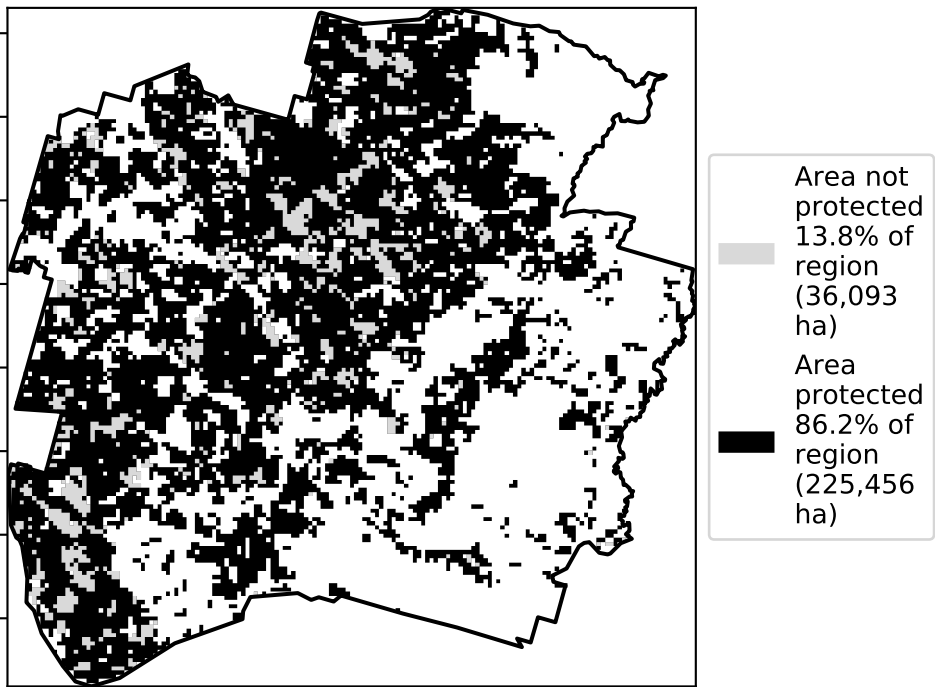 Area not
protected
13.8% of
region
(36,093
ha)
Area
protected
86.2% of
region
(225,456
ha)